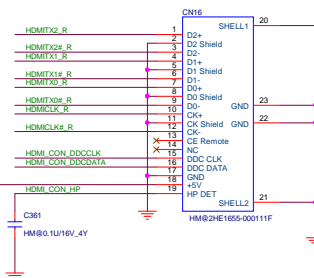 CN16
HDMITX2_R 1 D2+ SHELL1 20
2 D2 Shield
HDMITX2#_R 3 D2-
HDMITX1_R 4 D1+
5 D1 Shield
HDMITX1#_R 6 D1-
HDMITX0_R 7 D0+
8 D0 Shield
HDMITX0#_R 9 D0- GND 23
HDMICLK_R 10 CK+
11 CK Shield GND 22
HDMICLK#_R 12 CK-
13 CE Remote
14 NC
HDMI_CON_DDCCLK 15 DDC CLK
HDMI_CON_DDCDATA 16 DDC DATA
17 GND
18 +5V
HDMI_CON_HP 19 HP DET
SHELL2 21
C361
HM@2HE1655-000111F
HM@0.1U/16V_4Y